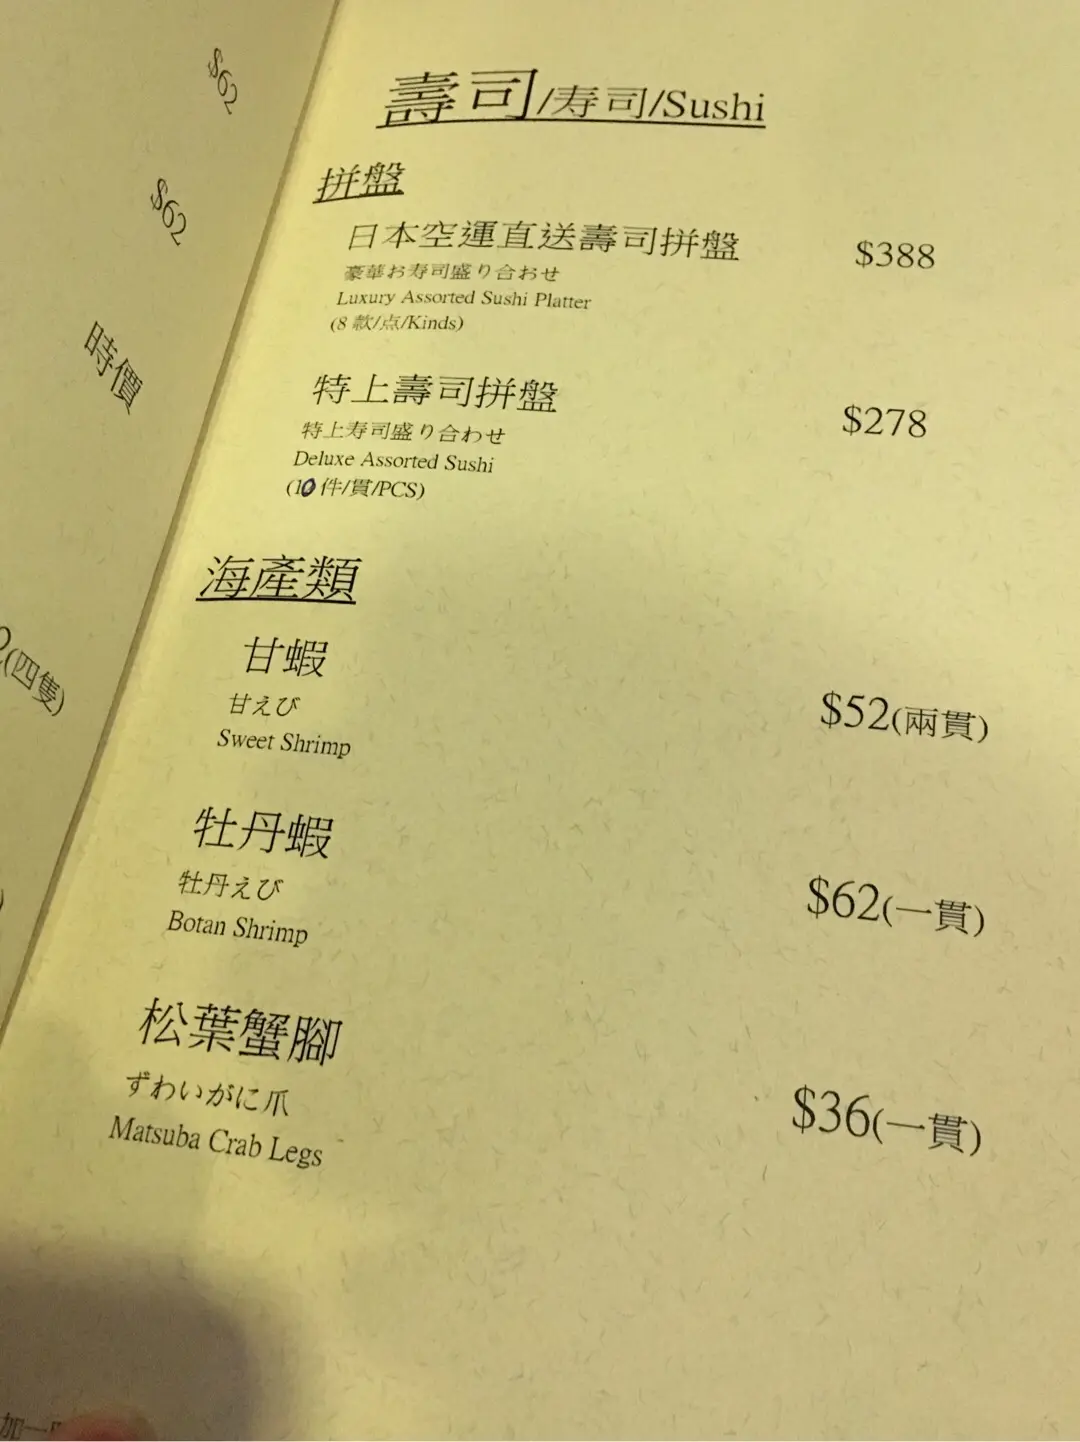 $62
$62
時價
(四隻)
加一
壽司/寿司/Sushi
拼盤
日本空運直送壽司拼盤 $388
豪華お寿司盛り合おせ
Luxury Assorted Sushi Platter
(8 款/点/Kinds)
特上壽司拼盤 $278
特上寿司盛り合わせ
Deluxe Assorted Sushi
(10 件/貫/PCS)
海產類
甘蝦 $52(兩貫)
甘えび
Sweet Shrimp
牡丹蝦 $62(一貫)
牡丹えび
Botan Shrimp
松葉蟹腳 $36(一貫)
ずわいがに爪
Matsuba Crab Legs